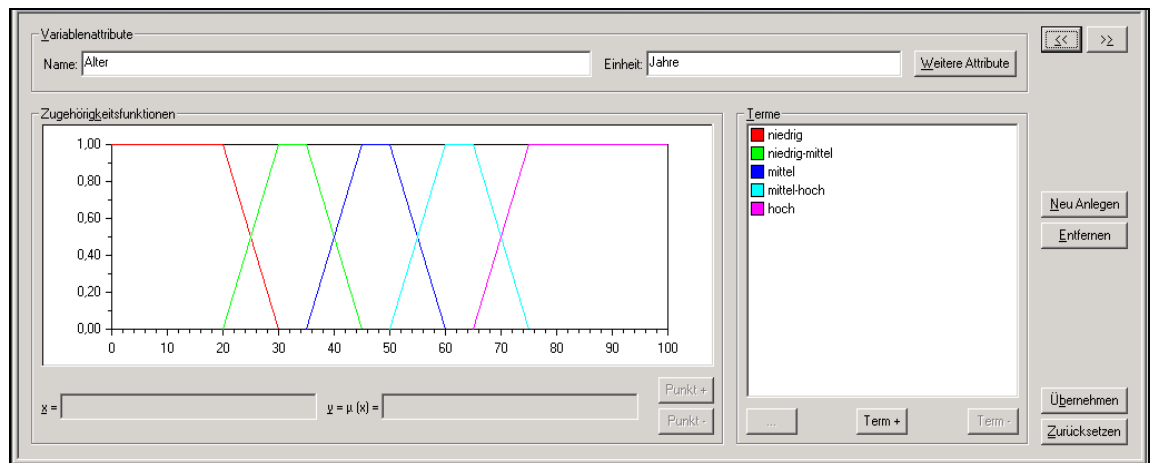 Variablenattribute
Name: Alter
Einheit: Jahre
Weitere Attribute
<<
>>
Zugehörigkeitsfunktionen
1,00
0,80
0,60
0,40
0,20
0,00
0 10 20 30 40 50 60 70 80 90 100
x =
y = μ (x) =
Punkt +
Punkt -
Terme
niedrig
niedrig-mittel
mittel
mittel-hoch
hoch
...
Term +
Term -
Neu Anlegen
Entfernen
Übernehmen
Zurücksetzen